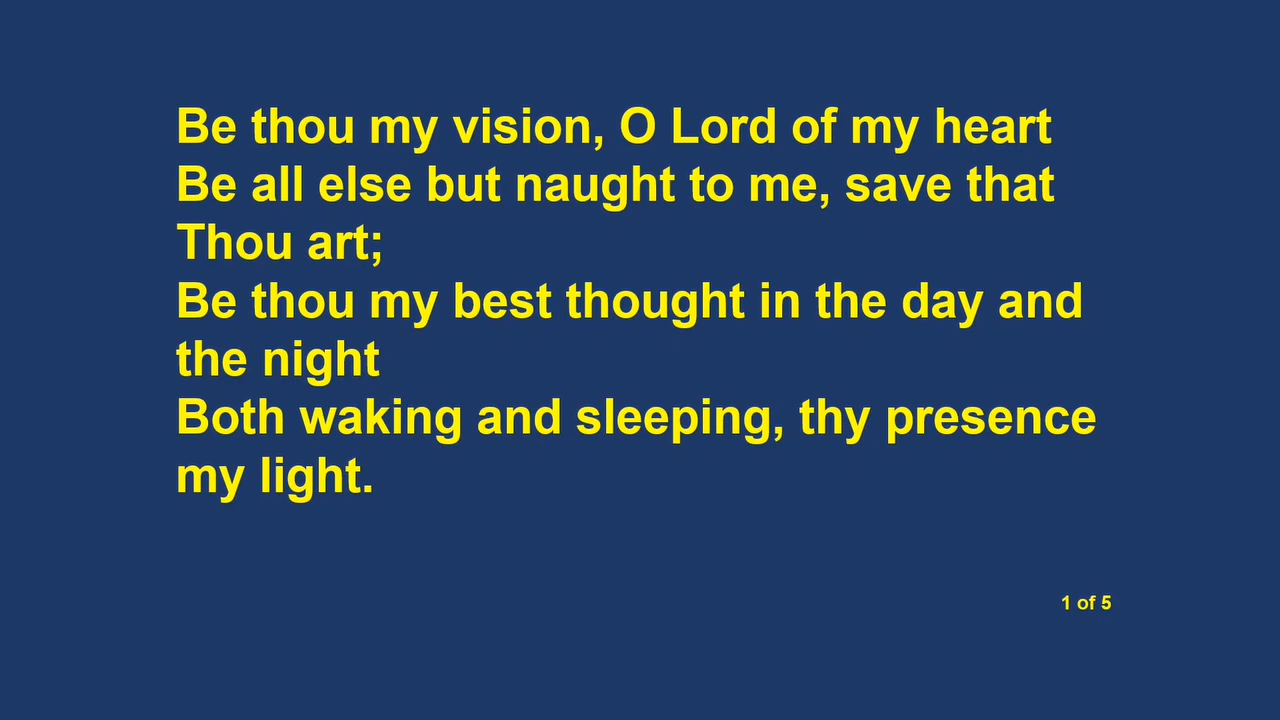 Be thou my vision, O Lord of my heart
Be all else but naught to me, save that
Thou art;
Be thou my best thought in the day and
the night
Both waking and sleeping, thy presence
my light.
1 of 5